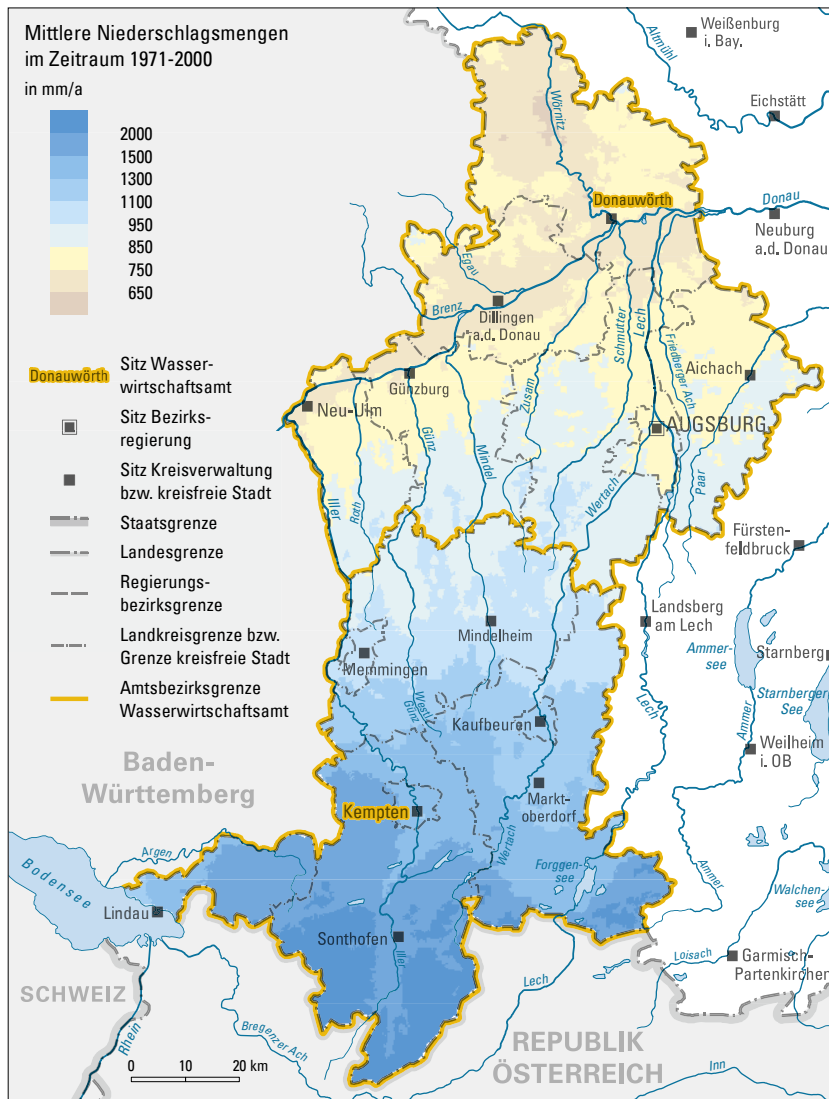 Mittlere Niederschlagsmengen
im Zeitraum 1971-2000
in mm/a
2000
1500
1300
1100
950
850
750
650
Donauwörth
Sitz Wasser-
wirtschaftsamt
Sitz Bezirks-
regierung
Sitz Kreisverwaltung
bzw. kreisfreie Stadt
Staatsgrenze
Landesgrenze
Regierungs-
bezirksgrenze
Landkreisgrenze bzw.
Grenze kreisfreie Stadt
Amtsbezirksgrenze
Wasserwirtschaftsamt
Weißenburg
i. Bay.
Altmühl
Eichstätt
Wörnitz
Donauwörth
Donau
Neuburg
a.d. Donau
Egau
Brenz
Dillingen
a.d. Donau
Schmutter
Lech
Friedberger Ach
Aichach
Günzburg
Zusam
Neu-Ulm
AUGSBURG
Günz
Mindel
Iller
Roth
Wertach
Paar
Fürsten-
feldbruck
Mindelheim
Landsberg
am Lech
Memmingen
Ammer-
see
Starnberg
Starnberger
See
Westl.
Günz
Kaufbeuren
Lech
Ammer
Weilheim
i. OB
Baden-
Württemberg
Kempten
Markt-
oberdorf
Argen
Wertach
Forggen-
see
Ammer
Bodensee
Walchen-
see
Lindau
Sonthofen
Iller
Loisach
Garmisch-
Partenkirchen
SCHWEIZ
Lech
Rhein
Bregenzer Ach
REPUBLIK
ÖSTERREICH
Inn
0 10 20 km